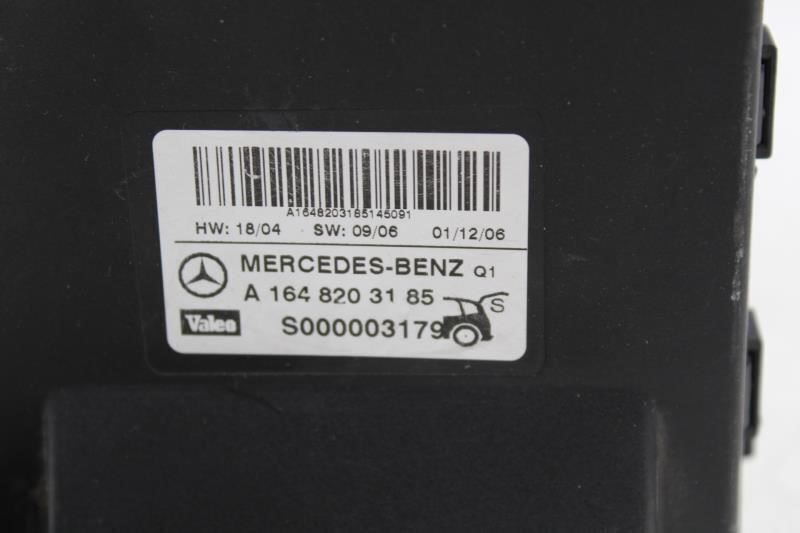 A1648203185145091
HW: 18/04 SW: 09/06 01/12/06
MERCEDES-BENZ Q1
A 164 820 31 85
S
Valeo S000003179